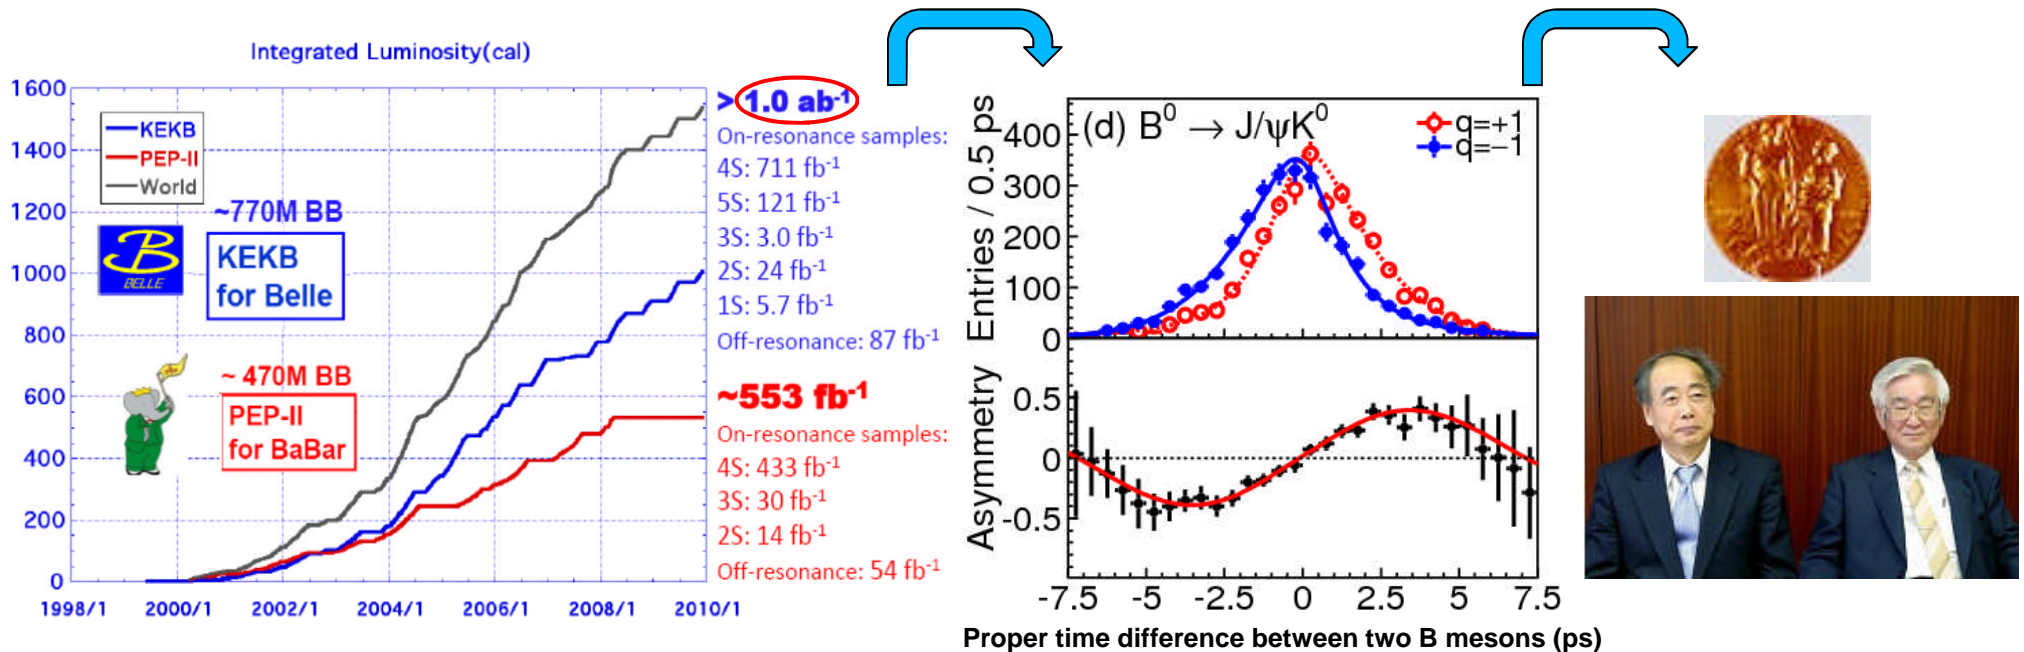 Integrated Luminosity(cal)
1600
1400
1200
1000
800
600
400
200
0
1998/1 2000/1 2002/1 2004/1 2006/1 2008/1 2010/1
KEKB
PEP-II
World
~770M BB
BELLE
KEKB
for Belle
~ 470M BB
PEP-II
for BaBar
> 1.0 ab⁻¹
On-resonance samples:
4S: 711 fb⁻¹
5S: 121 fb⁻¹
3S: 3.0 fb⁻¹
2S: 24 fb⁻¹
1S: 5.7 fb⁻¹
Off-resonance: 87 fb⁻¹
~553 fb⁻¹
On-resonance samples:
4S: 433 fb⁻¹
3S: 30 fb⁻¹
2S: 14 fb⁻¹
Off-resonance: 54 fb⁻¹
Entries / 0.5 ps
400
300
200
100
0
(d) B⁰ → J/ψK⁰
q=+1
q=−1
Asymmetry
0.5
0
-0.5
-7.5 -5 -2.5 0 2.5 5 7.5
Proper time difference between two B mesons (ps)